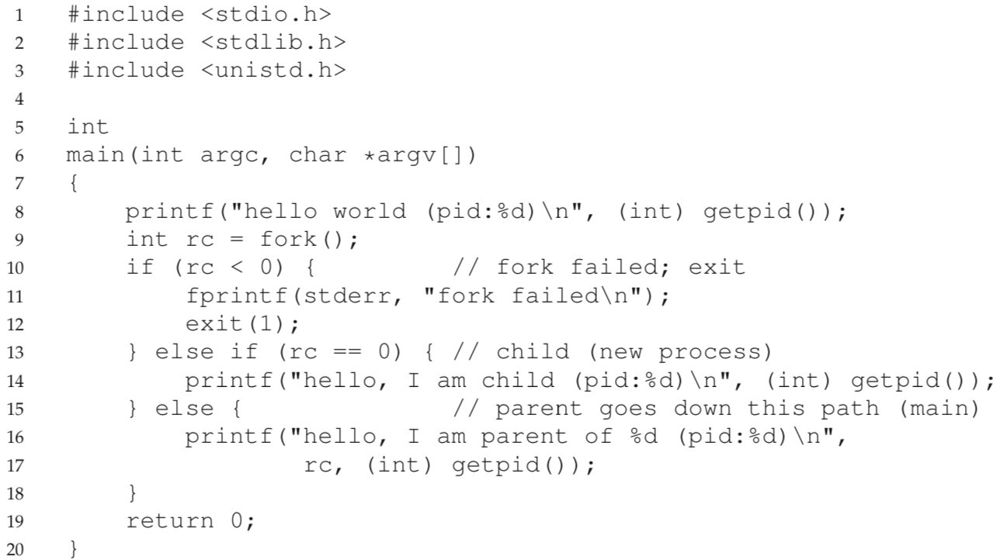 1 #include <stdio.h>
2 #include <stdlib.h>
3 #include <unistd.h>
4
5 int
6 main(int argc, char *argv[])
7 {
8     printf("hello world (pid:%d)\n", (int) getpid());
9     int rc = fork();
10     if (rc < 0) {         // fork failed; exit
11         fprintf(stderr, "fork failed\n");
12         exit(1);
13     } else if (rc == 0) { // child (new process)
14         printf("hello, I am child (pid:%d)\n", (int) getpid());
15     } else {              // parent goes down this path (main)
16         printf("hello, I am parent of %d (pid:%d)\n",
17                 rc, (int) getpid());
18     }
19     return 0;
20 }